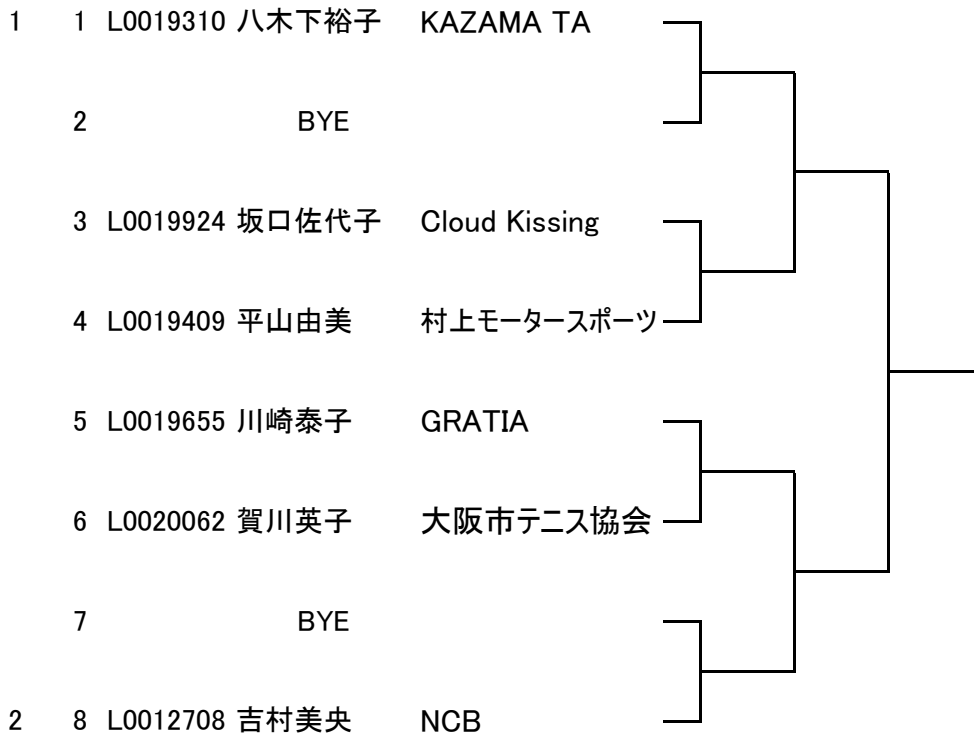 1 1 L0019310 八木下裕子 KAZAMA TA
2 BYE
3 L0019924 坂口佐代子 Cloud Kissing
4 L0019409 平山由美 村上モータースポーツ
5 L0019655 川崎泰子 GRATIA
6 L0020062 賀川英子 大阪市テニス協会
7 BYE
2 8 L0012708 吉村美央 NCB